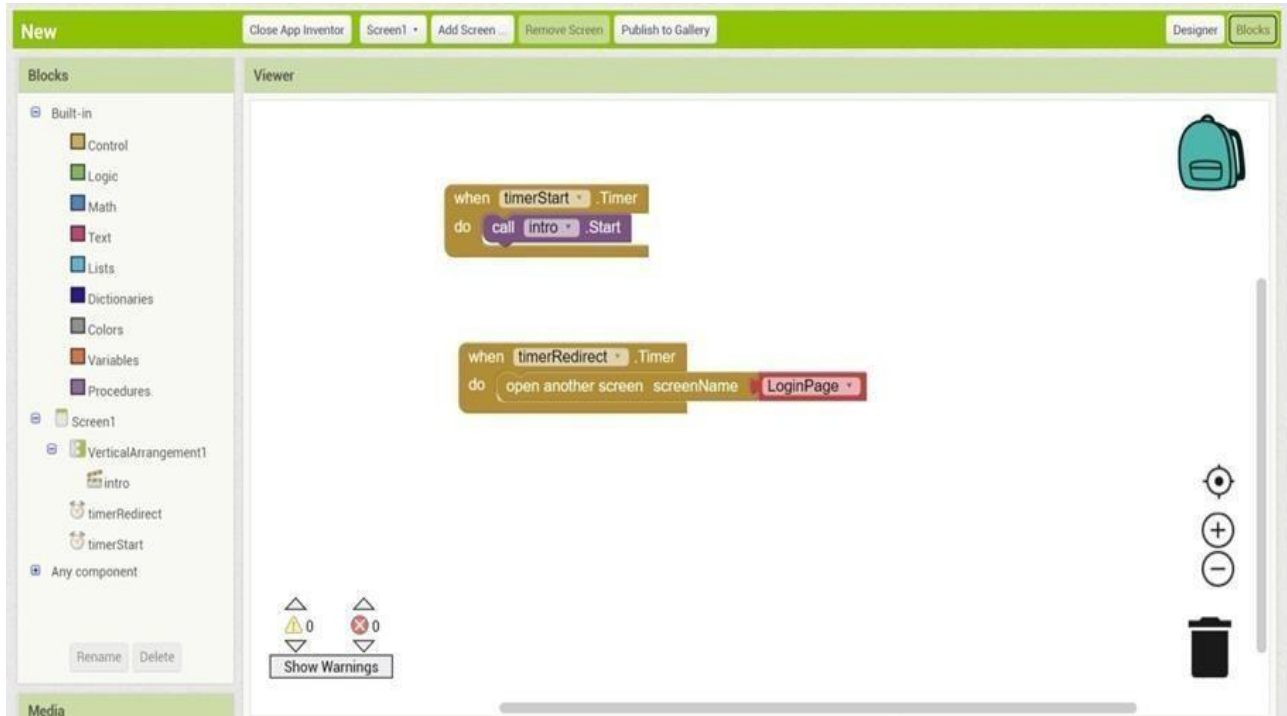 New Close App Inventor Screen1 Add Screen ... Remove Screen Publish to Gallery Designer Blocks
Blocks
Viewer
Built-in
Control
Logic
Math
Text
Lists
Dictionaries
Colors
Variables
Procedures
Screen1
VerticalArrangement1
intro
timerRedirect
timerStart
Any component
Rename Delete
Media
when timerStart .Timer
do call intro .Start
when timerRedirect .Timer
do open another screen screenName LoginPage
0 0
Show Warnings